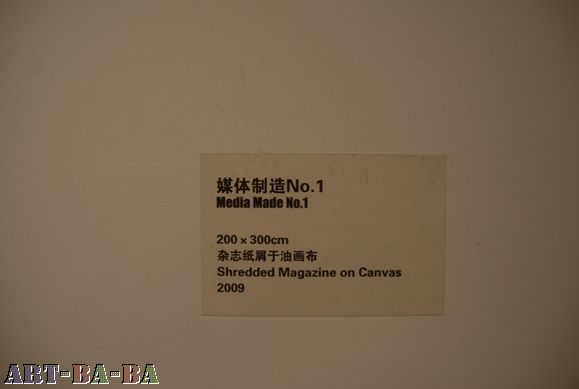 媒体制造No.1
Media Made No.1
200 × 300cm
杂志纸屑于油画布
Shredded Magazine on Canvas
2009
ART-BA-BA